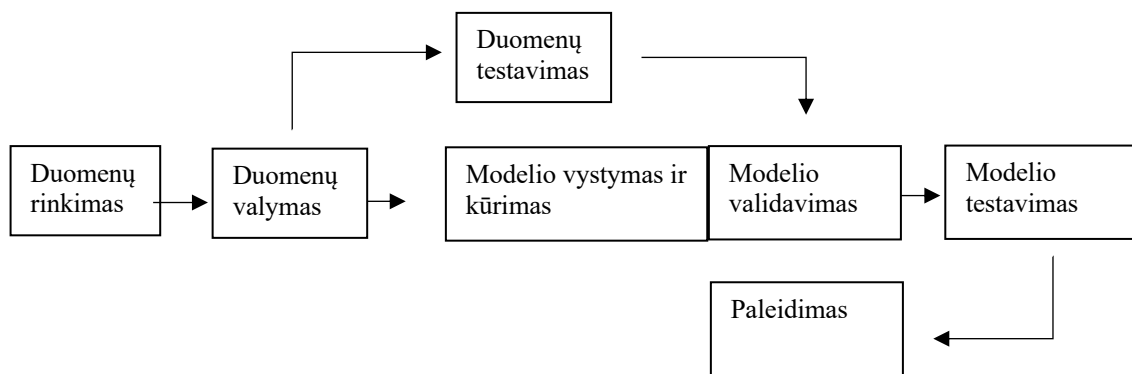 Duomenų
testavimas
Duomenų
rinkimas
Duomenų
valymas
Modelio vystymas ir
kūrimas
Modelio
validavimas
Modelio
testavimas
Paleidimas